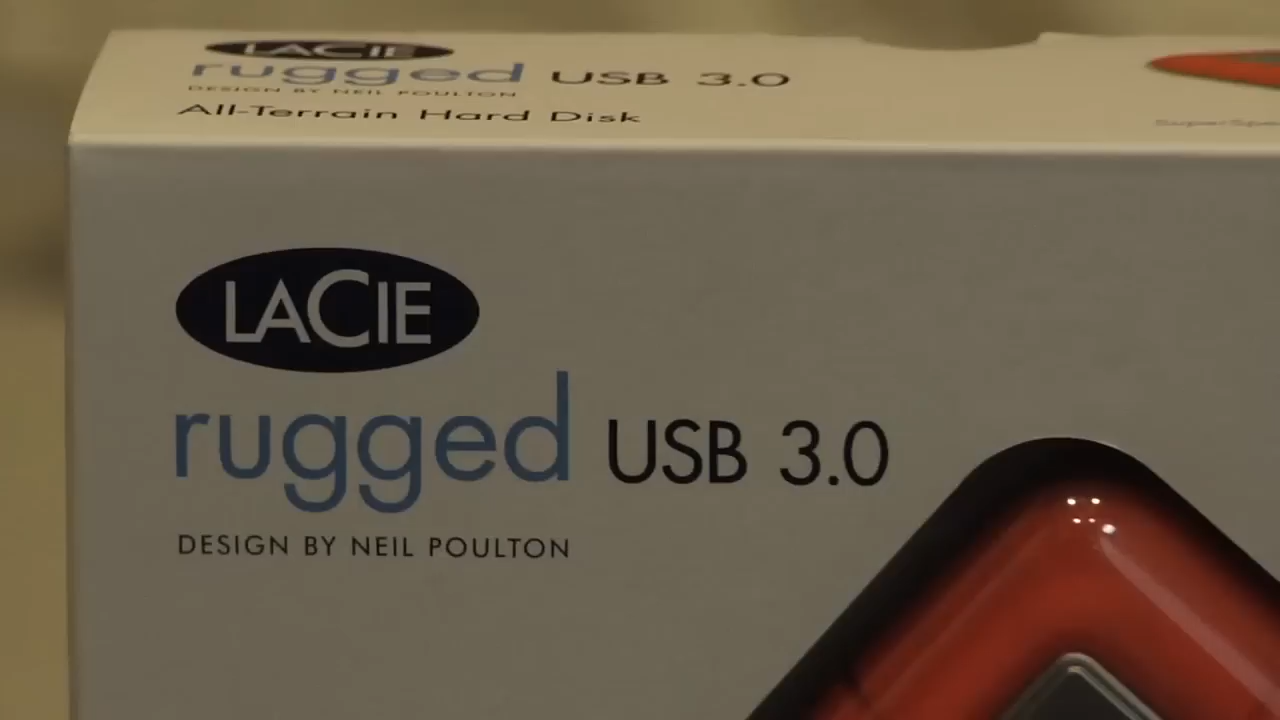 LACIE
rugged USB 3.0
DESIGN BY NEIL POULTON
All-Terrain Hard Disk
LACIE
rugged USB 3.0
DESIGN BY NEIL POULTON